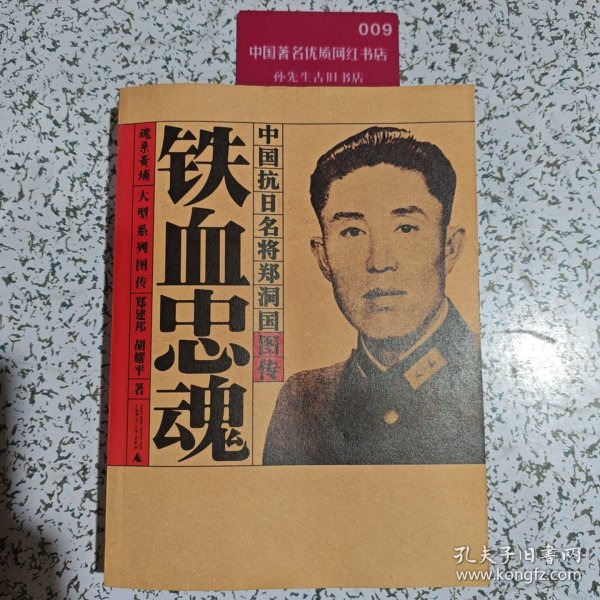 009
中国著名优质网红书店
孙先生古旧书店
魂系黄埔 大型系列图传 郑建邦 胡耀平 著
铁血忠魂
中国抗日名将郑洞国图传
孔夫子旧书网
www.kongfz.com